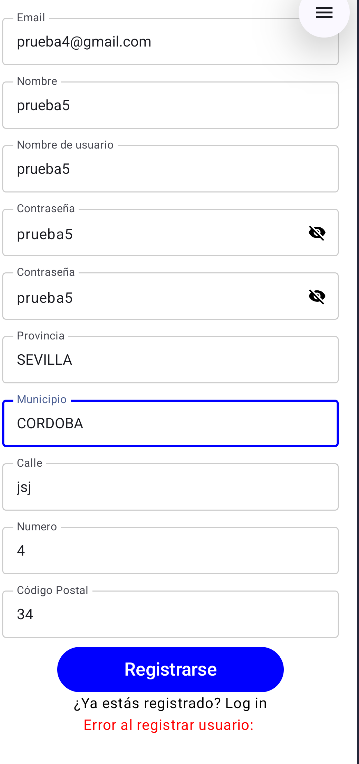 Email
prueba4@gmail.com
Nombre
prueba5
Nombre de usuario
prueba5
Contraseña
prueba5
Contraseña
prueba5
Provincia
SEVILLA
Municipio
CORDOBA
Calle
jsj
Numero
4
Código Postal
34
Registrarse
¿Ya estás registrado? Log in
Error al registrar usuario: